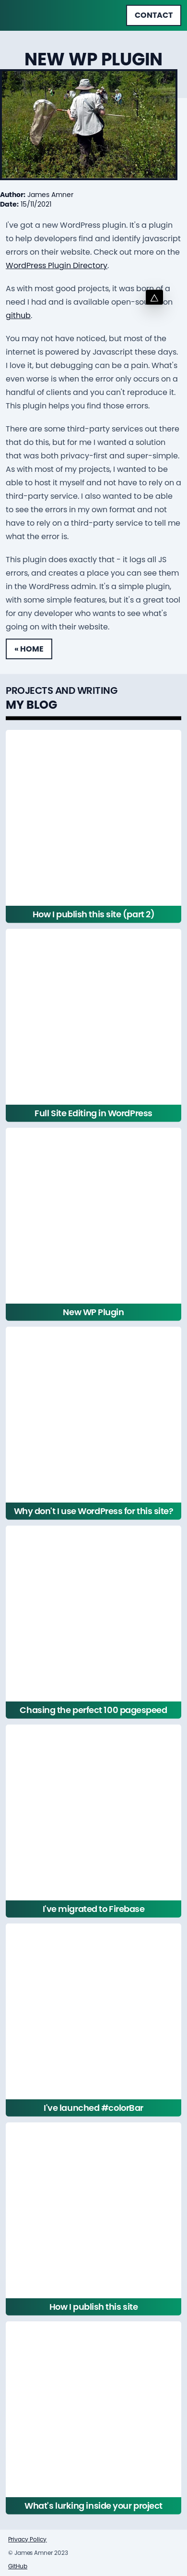 CONTACT
NEW WP PLUGIN
Author: James Amner
Date: 15/11/2021
I've got a new WordPress plugin. It's a plugin
to help developers find and identify javascript
errors on their website. Check out more on the
WordPress Plugin Directory.
As with most good projects, it was born of a
need I had and is available open-sour on
github.
You may not have noticed, but most of the
internet is powered by Javascript these days.
I love it, but debugging can be a pain. What's
even worse is when the error only occurs on a
handful of clients and you can't reproduce it.
This plugin helps you find those errors.
There are some third-party services out there
that do this, but for me I wanted a solution
that was both privacy-first and super-simple.
As with most of my projects, I wanted to be
able to host it myself and not have to rely on a
third-party service. I also wanted to be able
to see the errors in my own format and not
have to rely on a third-party service to tell me
what the error is.
This plugin does exactly that - it logs all JS
errors, and creates a place you can see them
in the WordPress admin. It's a simple plugin,
with some simple features, but it's a great tool
for any developer who wants to see what's
going on with their website.
« HOME
PROJECTS AND WRITING
MY BLOG
How I publish this site (part 2)
Full Site Editing in WordPress
New WP Plugin
Why don't I use WordPress for this site?
Chasing the perfect 100 pagespeed
I've migrated to Firebase
I've launched #colorBar
How I publish this site
What's lurking inside your project
Privacy Policy
© James Amner 2023
GitHub